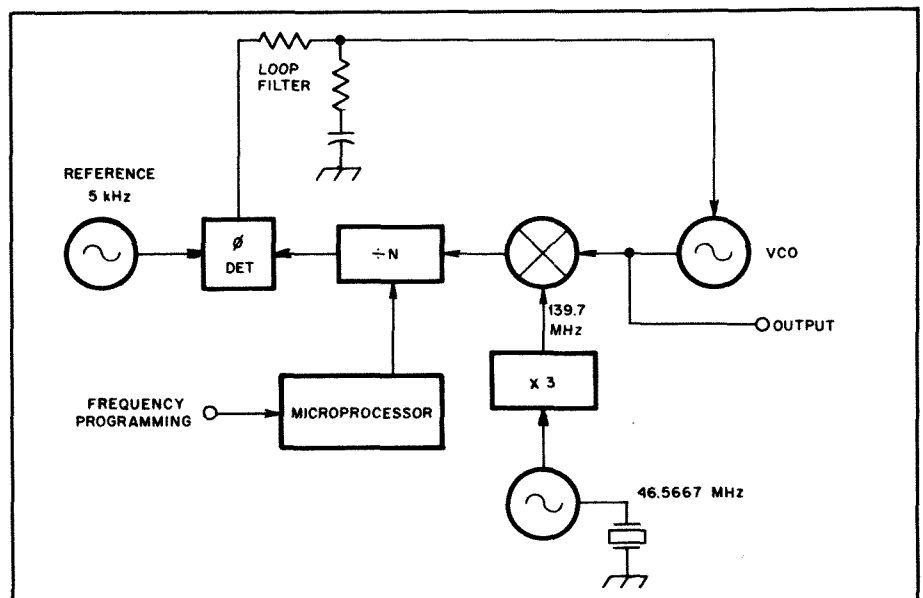 LOOP
FILTER
REFERENCE
5 kHz
ø
DET
÷N
VCO
139.7
MHz
OUTPUT
x 3
FREQUENCY
PROGRAMMING
MICROPROCESSOR
46.5667 MHz